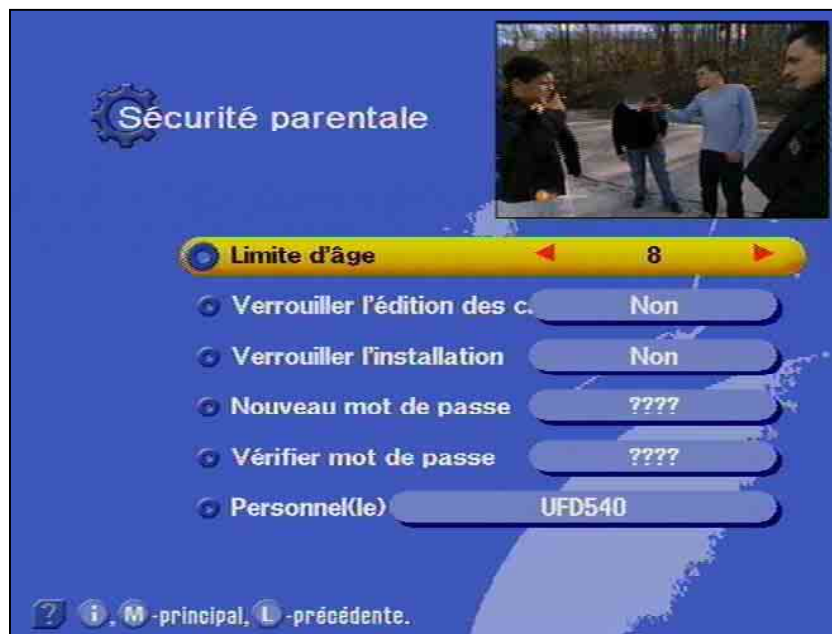 Sécurité parentale
Limite d'âge 8
Verrouiller l'édition des c. Non
Verrouiller l'installation Non
Nouveau mot de passe ????
Vérifier mot de passe ????
Personnel(le) UFD540
? i, M -principal, L -précédente.